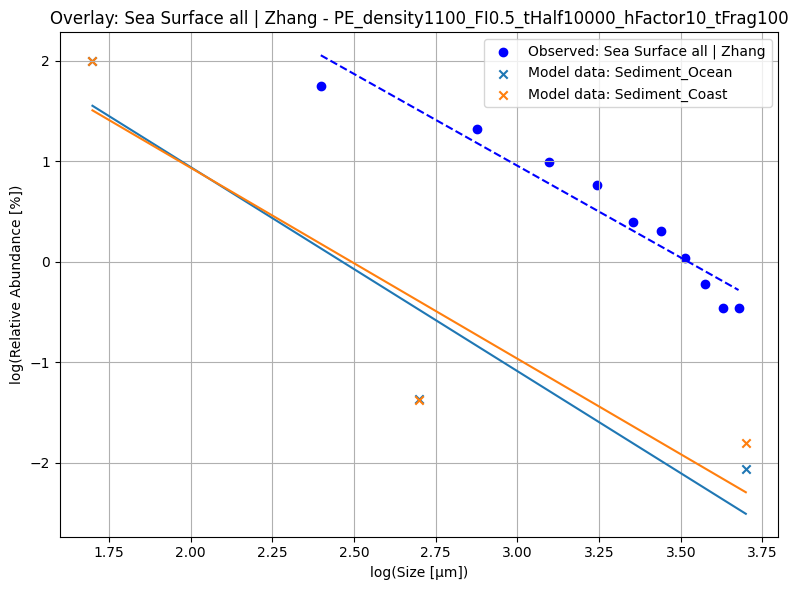 Overlay: Sea Surface all | Zhang - PE_density1100_FI0.5_tHalf10000_hFactor10_tFrag100
Observed: Sea Surface all | Zhang
Model data: Sediment_Ocean
Model data: Sediment_Coast
log(Relative Abundance [%])
2
1
0
−1
−2
1.75
2.00
2.25
2.50
2.75
3.00
3.25
3.50
3.75
log(Size [µm])